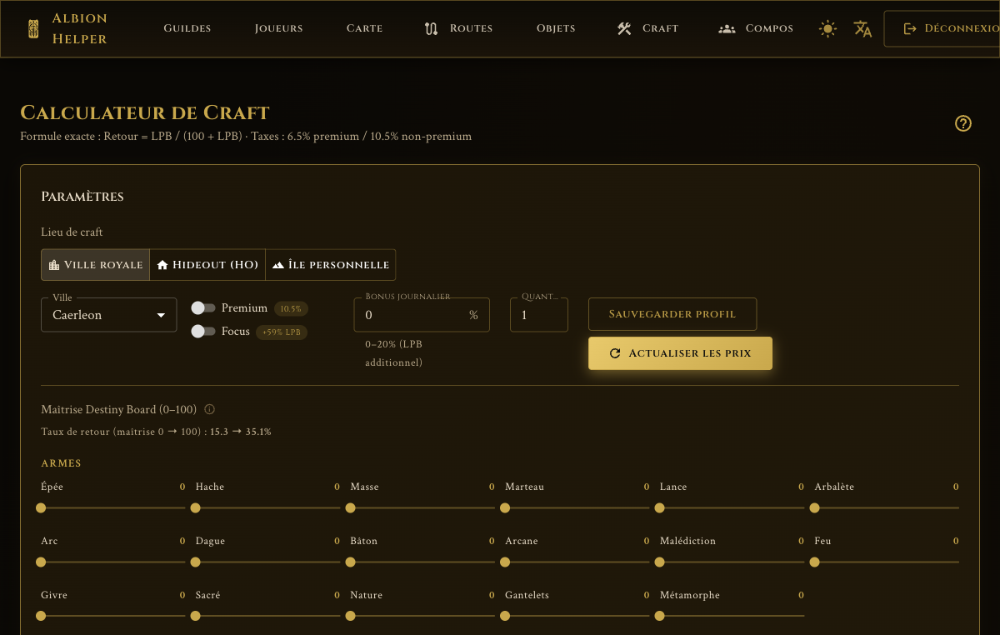 Albion Helper
Guildes
Joueurs
Carte
Routes
Objets
Craft
Compos
Déconnexio
Calculateur de Craft
Formule exacte : Retour = LPB / (100 + LPB) · Taxes : 6.5% premium / 10.5% non-premium
Paramètres
Lieu de craft
Ville royale
Hideout (HO)
Île personnelle
Ville
Caerleon
Premium 10.5%
Focus +59% LPB
Bonus journalier
0 %
0–20% (LPB
additionnel)
Quant…
1
Sauvegarder profil
Actualiser les prix
Maîtrise Destiny Board (0–100)
Taux de retour (maîtrise 0 → 100) : 15.3 → 35.1%
ARMES
Épée 0 Hache 0 Masse 0 Marteau 0 Lance 0 Arbalète 0
Arc 0 Dague 0 Bâton 0 Arcane 0 Malédiction 0 Feu 0
Givre 0 Sacré 0 Nature 0 Gantelets 0 Métamorphe 0